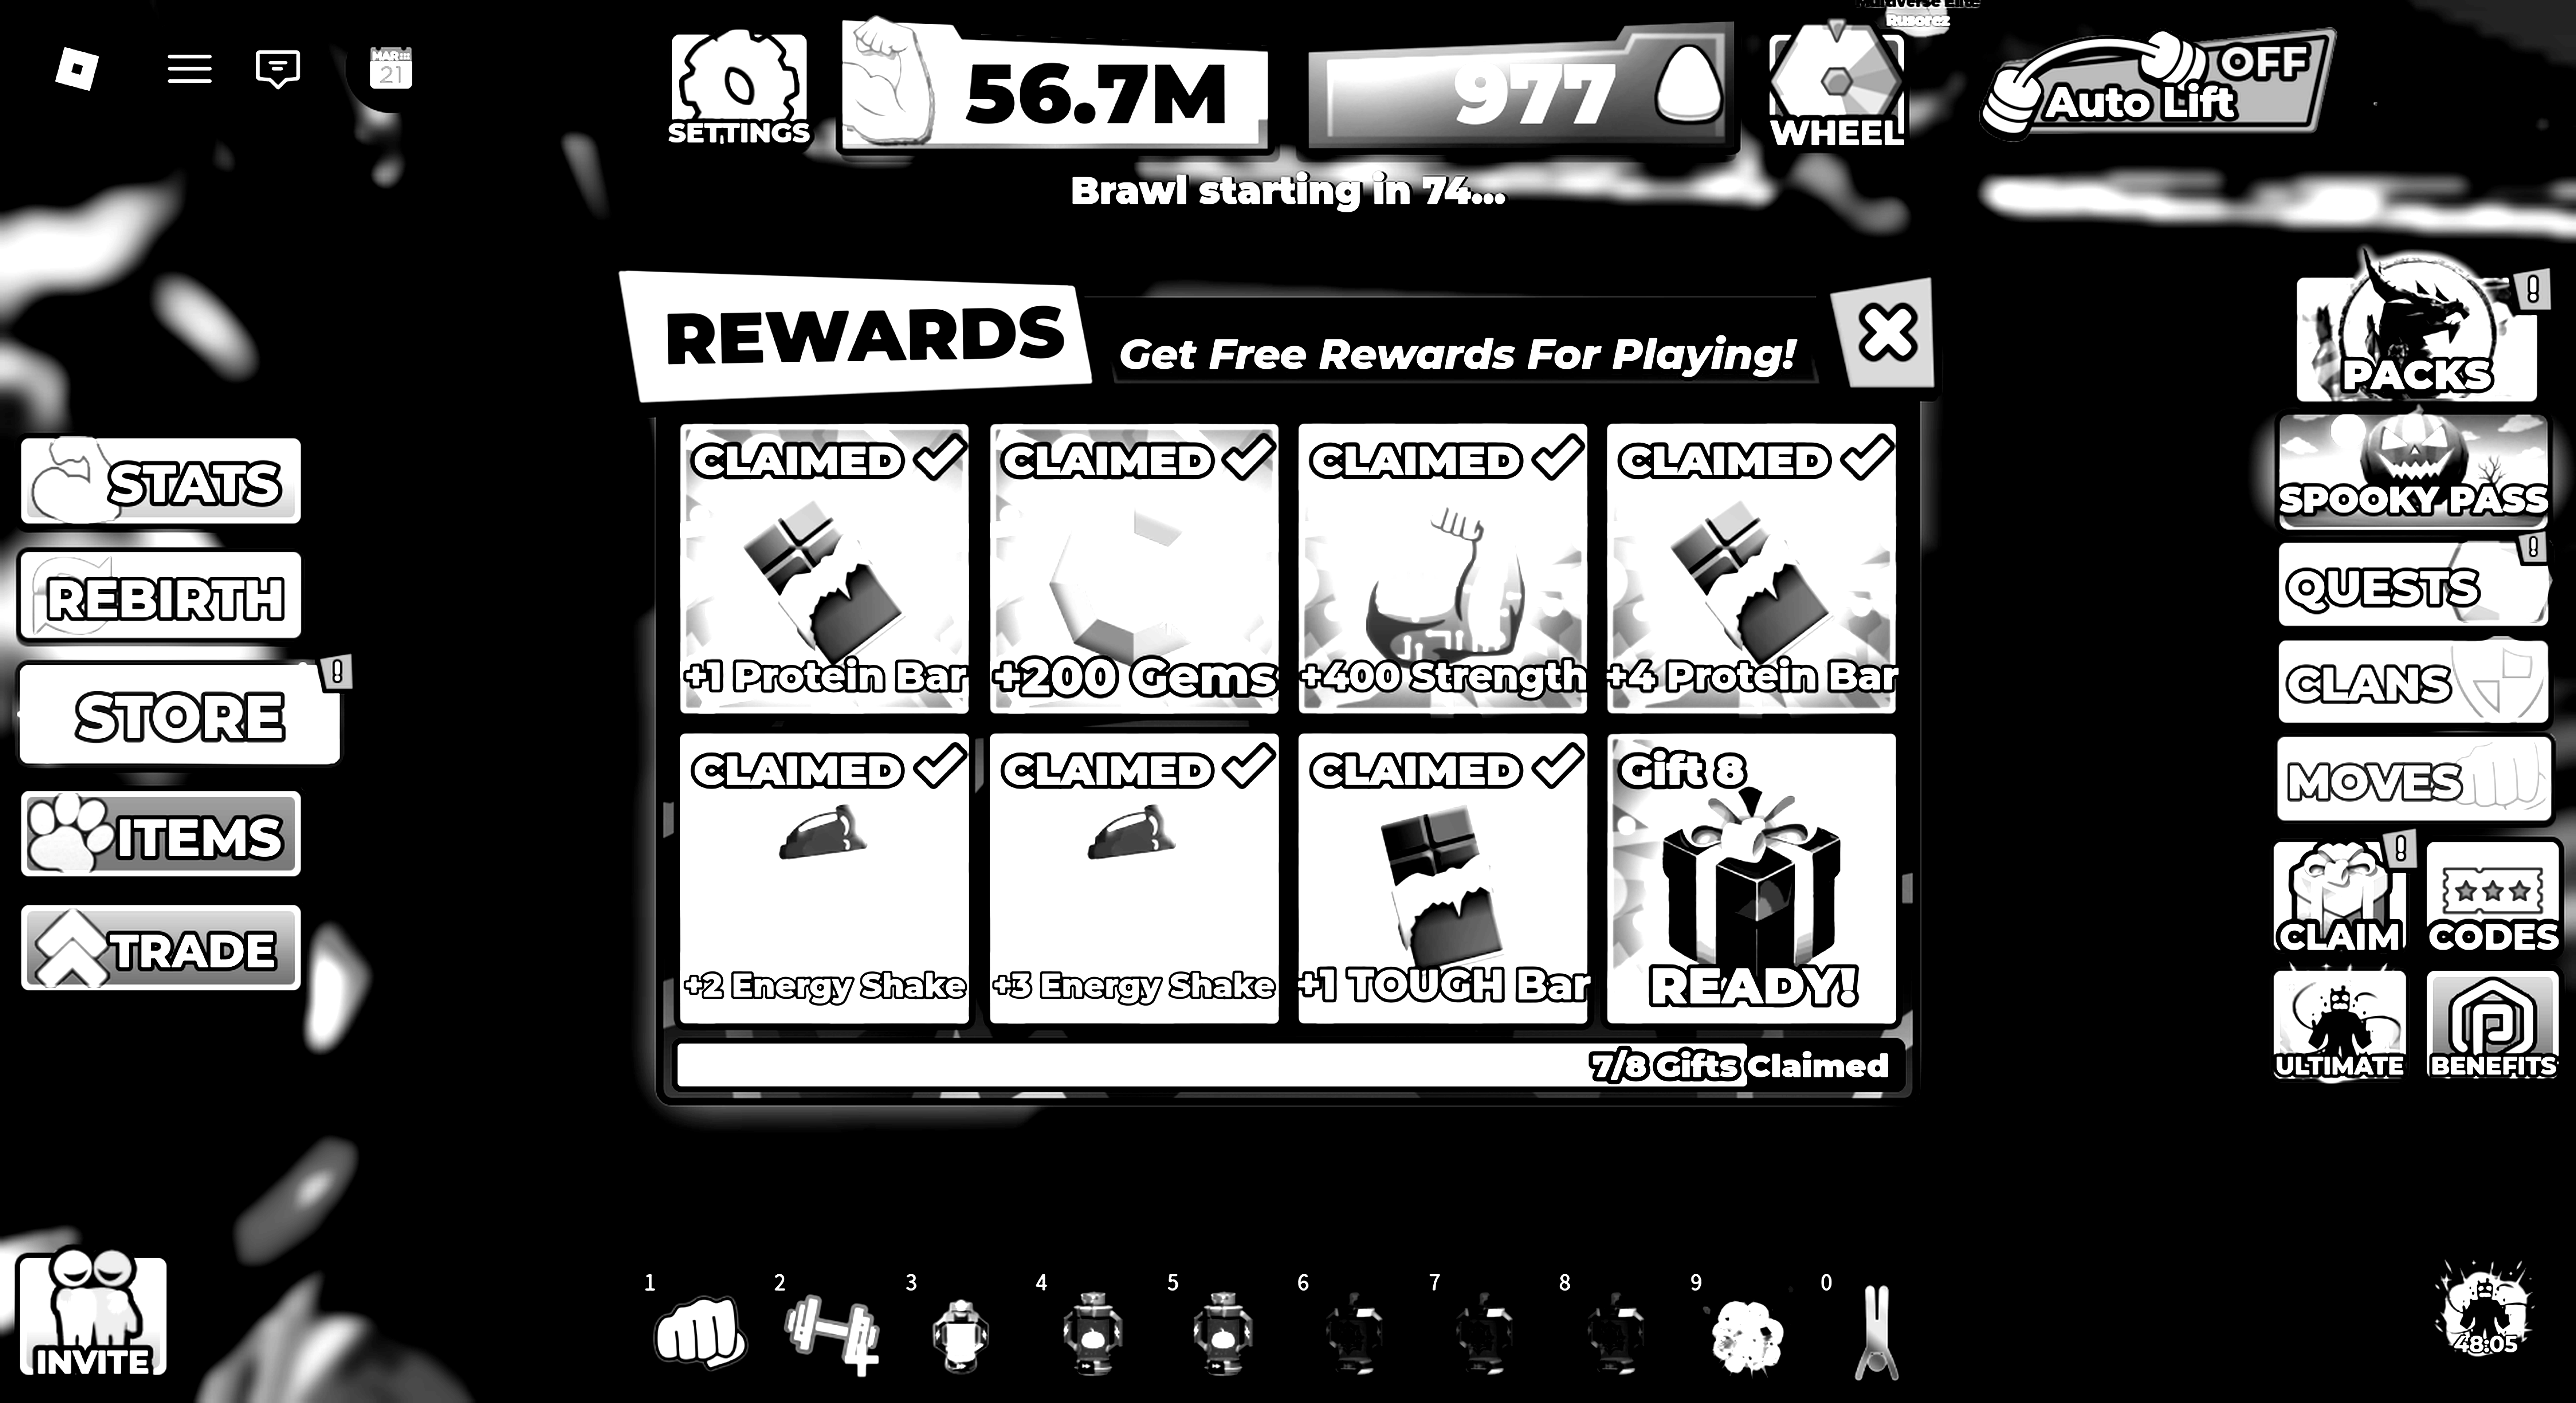 Rusorez
MAR
21
SETTINGS
56.7M
977
WHEEL
OFF
Auto Lift
Brawl starting in 74...
REWARDS
Get Free Rewards For Playing!
PACKS
STATS
REBIRTH
STORE
ITEMS
TRADE
CLAIMED
CLAIMED
CLAIMED
CLAIMED
+1 Protein Bar
+200 Gems
+400 Strength
+4 Protein Bar
CLAIMED
CLAIMED
CLAIMED
Gift 8
+2 Energy Shake
+3 Energy Shake
+1 TOUGH Bar
READY!
7/8 Gifts Claimed
SPOOKY PASS
QUESTS
CLANS
MOVES
CLAIM
CODES
ULTIMATE
BENEFITS
INVITE
1 2 3 4 5 6 7 8 9 0
48:05